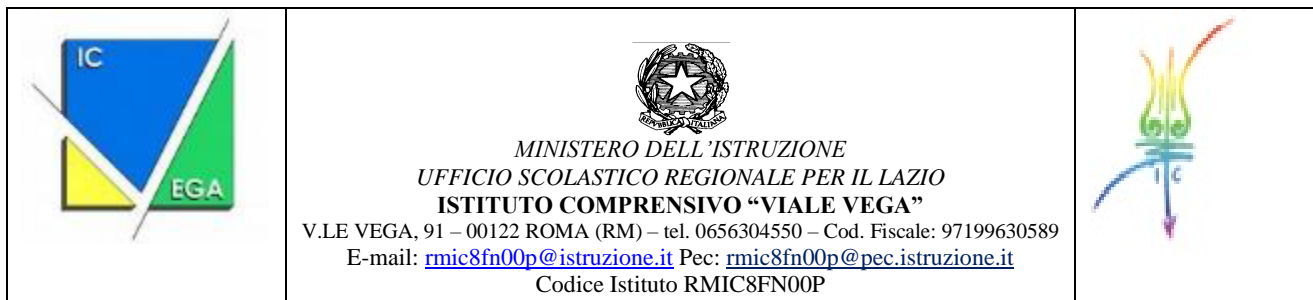 IC
EGA
REPVBBLICA ITALIANA
MINISTERO DELL'ISTRUZIONE
UFFICIO SCOLASTICO REGIONALE PER IL LAZIO
ISTITUTO COMPRENSIVO “VIALE VEGA”
V.LE VEGA, 91 – 00122 ROMA (RM) – tel. 0656304550 – Cod. Fiscale: 97199630589
E-mail: rmic8fn00p@istruzione.it Pec: rmic8fn00p@pec.istruzione.it
Codice Istituto RMIC8FN00P
I C